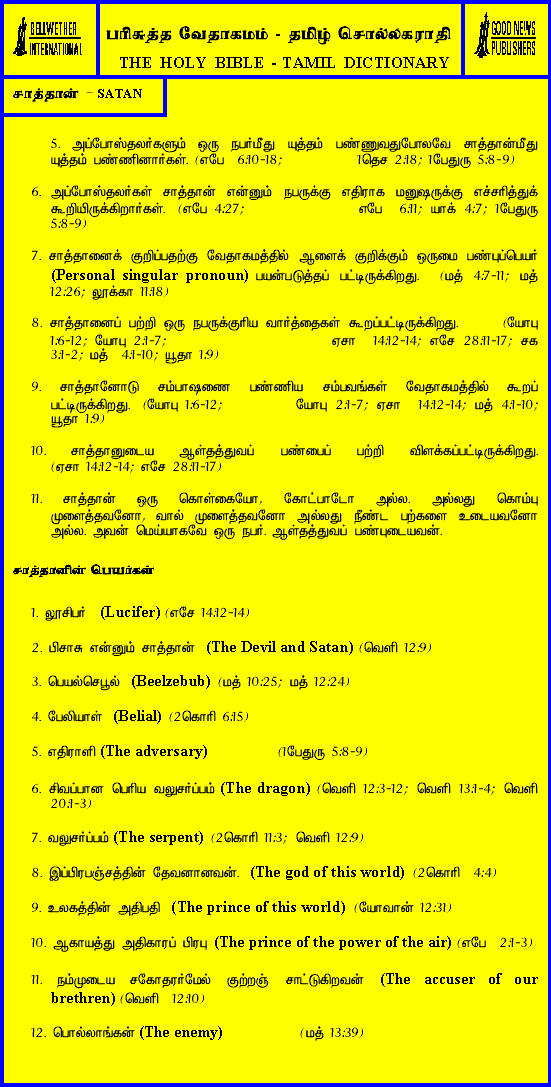 BELLWETHER
INTERNATIONAL
பரிசுத்த வேதாகமம் - தமிழ் சொல்லகராதி
THE HOLY BIBLE - TAMIL DICTIONARY
GOOD NEWS
PUBLISHERS
சாத்தான் - SATAN
5. அப்போஸ்தலர்களும் ஒரு நபர்மீது யுத்தம் பண்ணுவதுபோலவே சாத்தான்மீது
யுத்தம் பண்ணினார்கள். (எபே 6:10-18; 1தெச 2:18; 1பேதுரு 5:8-9)
6. அப்போஸ்தலர்கள் சாத்தான் என்னும் நபருக்கு எதிராக மனுஷருக்கு எச்சரித்துக்
கூறியிருக்கிறார்கள். (எபே 4:27; எபே 6:11; யாக் 4:7; 1பேதுரு
5:8-9)
7. சாத்தானைக் குறிப்பதற்கு வேதாகமத்தில் ஆளைக் குறிக்கும் ஒருமை பண்புப்பெயர்
(Personal singular pronoun) பயன்படுத்தப் பட்டிருக்கிறது. (மத் 4:7-11; மத்
12:26; லூக்கா 11:18)
8. சாத்தானைப் பற்றி ஒரு நபருக்குரிய வார்த்தைகள் கூறப்பட்டிருக்கிறது. (யோபு
1:6-12; யோபு 2:1-7; ஏசா 14:12-14; எசே 28:11-17; சக
3:1-2; மத் 4:1-10; யூதா 1:9)
9. சாத்தானோடு சம்பாஷணை பண்ணிய சம்பவங்கள் வேதாகமத்தில் கூறப்
பட்டிருக்கிறது. (யோபு 1:6-12; யோபு 2:1-7; ஏசா 14:12-14; மத் 4:1-10;
யூதா 1:9)
10. சாத்தானுடைய ஆள்தத்துவப் பண்பைப் பற்றி விளக்கப்பட்டிருக்கிறது.
(ஏசா 14:12-14; எசே 28:11-17)
11. சாத்தான் ஒரு கொள்கையோ, கோட்பாடோ அல்ல. அல்லது கொம்பு
முளைத்தவனோ, வால் முளைத்தவனோ அல்லது நீண்ட பற்களை உடையவனோ
அல்ல. அவன் மெய்யாகவே ஒரு நபர். ஆள்தத்துவப் பண்புடையவன்.
சாத்தானின் பெயர்கள்
1. லூசிபர் (Lucifer) (எசே 14:12-14)
2. பிசாசு என்னும் சாத்தான் (The Devil and Satan) (வெளி 12:9)
3. பெயல்செபூல் (Beelzebub) (மத் 10:25; மத் 12:24)
4. பேலியாள் (Belial) (2கொரி 6:15)
5. எதிராளி (The adversary) (1பேதுரு 5:8-9)
6. சிவப்பான பெரிய வலுசர்ப்பம் (The dragon) (வெளி 12:3-12; வெளி 13:1-4; வெளி
20:1-3)
7. வலுசர்ப்பம் (The serpent) (2கொரி 11:3; வெளி 12:9)
8. இப்பிரபஞ்சத்தின் தேவனானவன். (The god of this world) (2கொரி 4:4)
9. உலகத்தின் அதிபதி (The prince of this world) (யோவான் 12:31)
10. ஆகாயத்து அதிகாரப் பிரபு (The prince of the power of the air) (எபே 2:1-3)
11. நம்முடைய சகோதரர்மேல் குற்றஞ் சாட்டுகிறவன் (The accuser of our
brethren) (வெளி 12:10)
12. பொல்லாங்கன் (The enemy) (மத் 13:39)